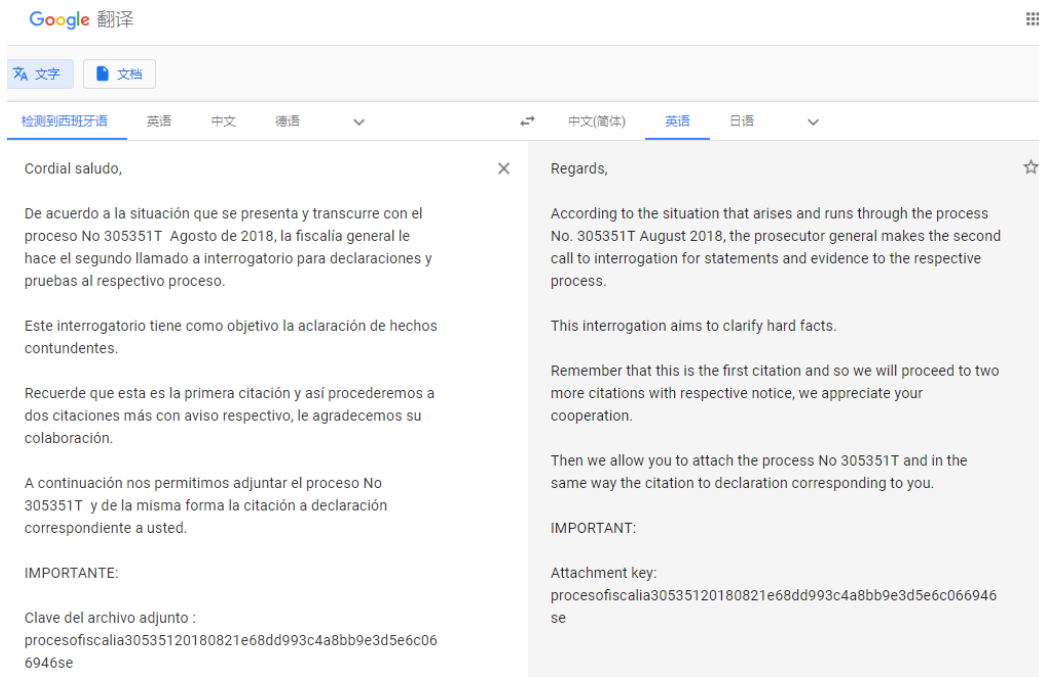 Google 翻译
文字 文档
检测到西班牙语 英语 中文 德语 中文(简体) 英语 日语
Cordial saludo,
De acuerdo a la situación que se presenta y transcurre con el
proceso No 305351T Agosto de 2018, la fiscalía general le
hace el segundo llamado a interrogatorio para declaraciones y
pruebas al respectivo proceso.
Este interrogatorio tiene como objetivo la aclaración de hechos
contundentes.
Recuerde que esta es la primera citación y así procederemos a
dos citaciones más con aviso respectivo, le agradecemos su
colaboración.
A continuación nos permitimos adjuntar el proceso No
305351T y de la misma forma la citación a declaración
correspondiente a usted.
IMPORTANTE:
Clave del archivo adjunto :
procesofiscalia30535120180821e68dd993c4a8bb9e3d5e6c06
6946se
Regards,
According to the situation that arises and runs through the process
No. 305351T August 2018, the prosecutor general makes the second
call to interrogation for statements and evidence to the respective
process.
This interrogation aims to clarify hard facts.
Remember that this is the first citation and so we will proceed to two
more citations with respective notice, we appreciate your
cooperation.
Then we allow you to attach the process No 305351T and in the
same way the citation to declaration corresponding to you.
IMPORTANT:
Attachment key:
procesofiscalia30535120180821e68dd993c4a8bb9e3d5e6c066946
se